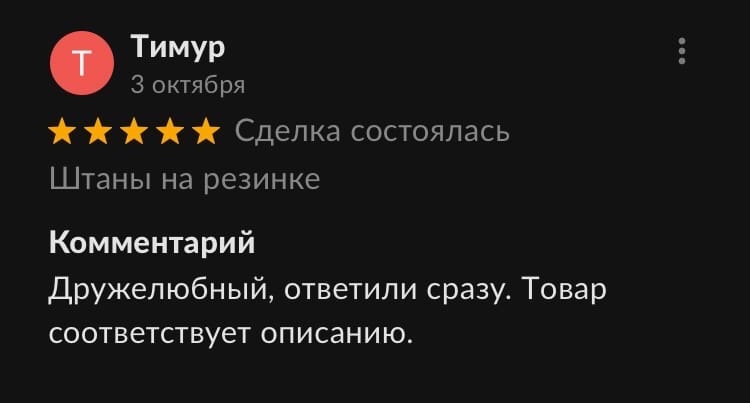 Т
Тимур
3 октября
Сделка состоялась
Штаны на резинке
Комментарий
Дружелюбный, ответили сразу. Товар
соответствует описанию.